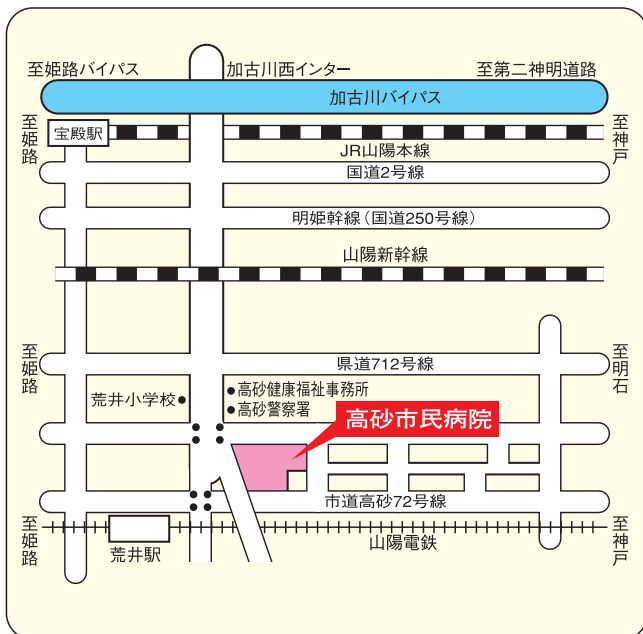 至姫路バイパス
加古川西インター
至第二神明道路
加古川バイパス
至姫路
宝殿駅
至神戸
JR山陽本線
国道2号線
明姫幹線(国道250号線)
山陽新幹線
至姫路
県道712号線
至明石
荒井小学校
高砂健康福祉事務所
高砂警察署
高砂市民病院
市道高砂72号線
至姫路
荒井駅
山陽電鉄
至神戸